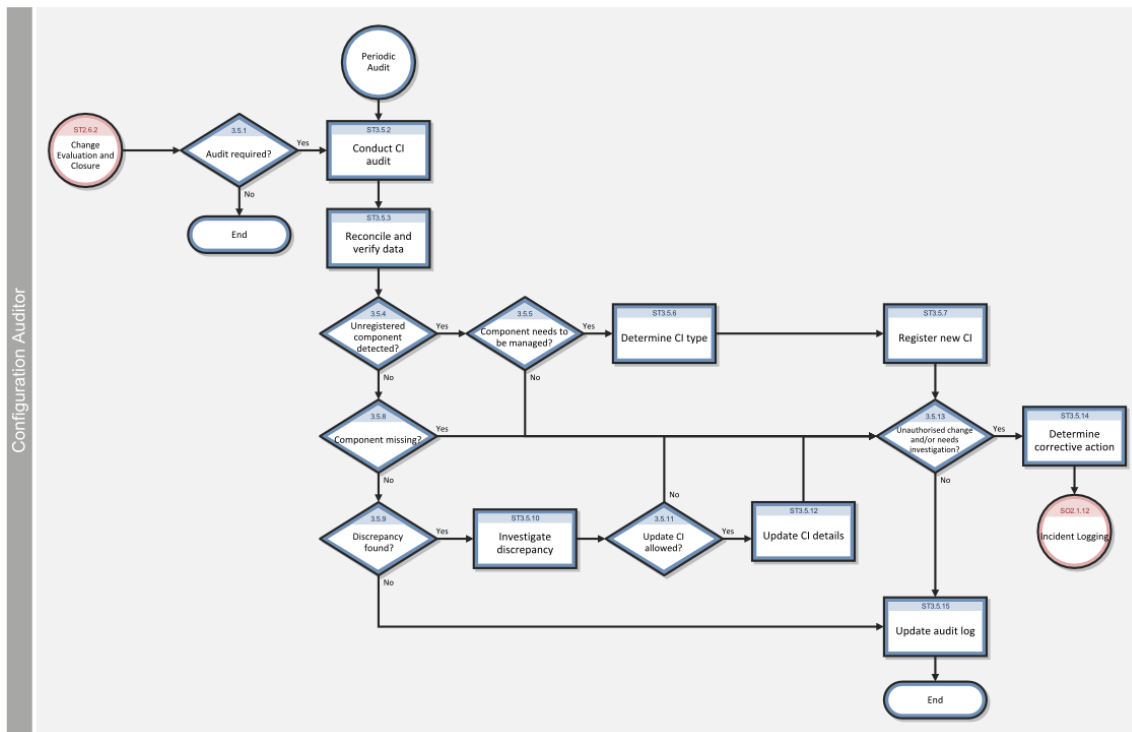 Configuration Auditor
Periodic
Audit
ST2.6.2
Change
Evaluation and
Closure
3.5.1
Audit required?
Yes
No
End
ST3.5.2
Conduct CI
audit
ST3.5.3
Reconcile and
verify data
3.5.4
Unregistered
component
detected?
Yes
No
3.5.5
Component needs to
be managed?
Yes
No
ST3.5.6
Determine CI type
ST3.5.7
Register new CI
3.5.8
Component missing?
Yes
No
3.5.13
Unauthorised change
and/or needs
investigation?
Yes
No
ST3.5.14
Determine
corrective action
3.5.9
Discrepancy
found?
Yes
No
ST3.5.10
Investigate
discrepancy
3.5.11
Update CI
allowed?
No
Yes
ST3.5.12
Update CI details
SO2.1.12
Incident Logging
ST3.5.15
Update audit log
End